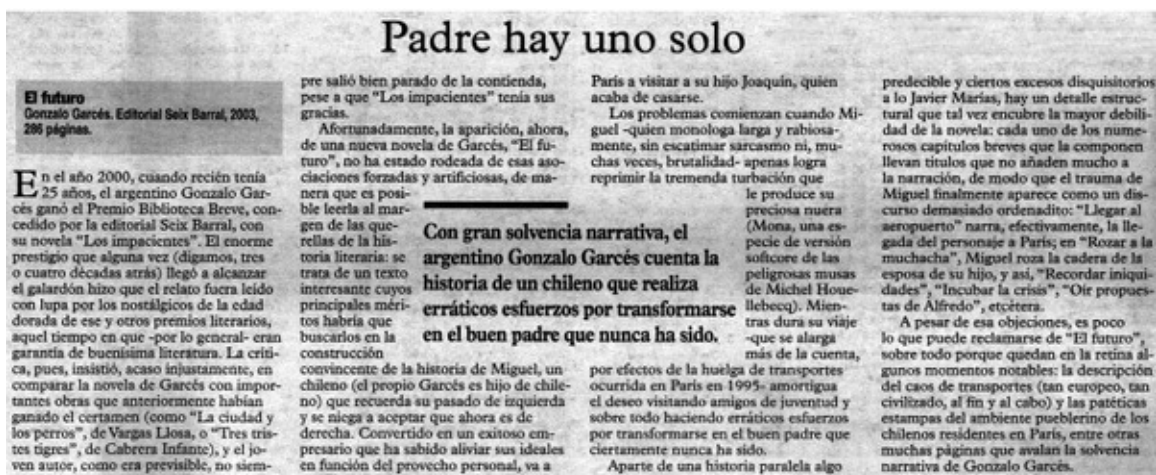 Padre hay uno solo
El futuro
Gonzalo Garcés. Editorial Seix Barral, 2003,
286 páginas.
En el año 2000, cuando recién tenía
25 años, el argentino Gonzalo Gar-
cés ganó el Premio Biblioteca Breve, con-
cedido por la editorial Seix Barral, con
su novela "Los impacientes". El enorme
prestigio que alguna vez (digamos, tres
o cuatro décadas atrás) llegó a alcanzar
el galardón hizo que el relato fuera leído
con lupa por los nostálgicos de la edad
dorada de ese y otros premios literarios,
aquel tiempo en que -por lo general- eran
garantía de buenísima literatura. La críti-
ca, pues, insistió, acaso injustamente, en
comparar la novela de Garcés con impor-
tantes obras que anteriormente habían
ganado el certamen (como "La ciudad y
los perros", de Vargas Llosa, o "Tres tris-
tes tigres", de Cabrera Infante), y el jo-
ven autor, como era previsible, no siem-
pre salió bien parado de la contienda,
pese a que "Los impacientes" tenía sus
gracias.
Afortunadamente, la aparición, ahora,
de una nueva novela de Garcés, "El fu-
turo", no ha estado rodeada de esas aso-
ciaciones forzadas y artificiosas, de ma-
nera que es posi-
ble leerla al mar-
gen de las que-
rellas de la his-
toria literaria: se
trata de un texto
interesante cuyos
principales méri-
tos habría que
buscarlos en la
construcción
convincente de la historia de Miguel, un
chileno (el propio Garcés es hijo de chile-
no) que recuerda su pasado de izquierda
y se niega a aceptar que ahora es de
derecha. Convertido en un exitoso em-
presario que ha sabido aliviar sus ideales
en función del provecho personal, va a
Con gran solvencia narrativa, el
argentino Gonzalo Garcés cuenta la
historia de un chileno que realiza
erráticos esfuerzos por transformarse
en el buen padre que nunca ha sido.
París a visitar a su hijo Joaquín, quien
acaba de casarse.
Los problemas comienzan cuando Mi-
guel -quien monologa larga y rabiosa-
mente, sin escatimar sarcasmo ni, mu-
chas veces, brutalidad- apenas logra
reprimir la tremenda turbación que
le produce su
preciosa nuera
(Mona, una es-
pecie de versión
softcore de las
peligrosas musas
de Michel Houe-
llebecq). Mien-
tras dura su viaje
-que se alarga
más de la cuenta,
por efectos de la huelga de transportes
ocurrida en París en 1995- amortigua
el deseo visitando amigos de juventud y
sobre todo haciendo erráticos esfuerzos
por transformarse en el buen padre que
ciertamente nunca ha sido.
Aparte de una historia paralela algo
predecible y ciertos excesos disquisitorios
a lo Javier Marías, hay un detalle estruc-
tural que tal vez encubre la mayor debili-
dad de la novela: cada uno de los nume-
rosos capítulos breves que la componen
llevan títulos que no añaden mucho a
la narración, de modo que el trauma de
Miguel finalmente aparece como un dis-
curso demasiado ordenadito: "Llegar al
aeropuerto" narra, efectivamente, la lle-
gada del personaje a París; en "Rozar a la
muchacha", Miguel roza la cadera de la
esposa de su hijo, y así, "Recordar iniqui-
dades", "Incubar la crisis", "Oír propues-
tas de Alfredo", etcétera.
A pesar de esa objeciones, es poco
lo que puede reclamarse de "El futuro",
sobre todo porque quedan en la retina al-
gunos momentos notables: la descripción
del caos de transportes (tan europeo, tan
civilizado, al fin y al cabo) y las patéticas
estampas del ambiente pueblerino de los
chilenos residentes en París, entre otras
muchas páginas que avalan la solvencia
narrativa de Gonzalo Garcés.